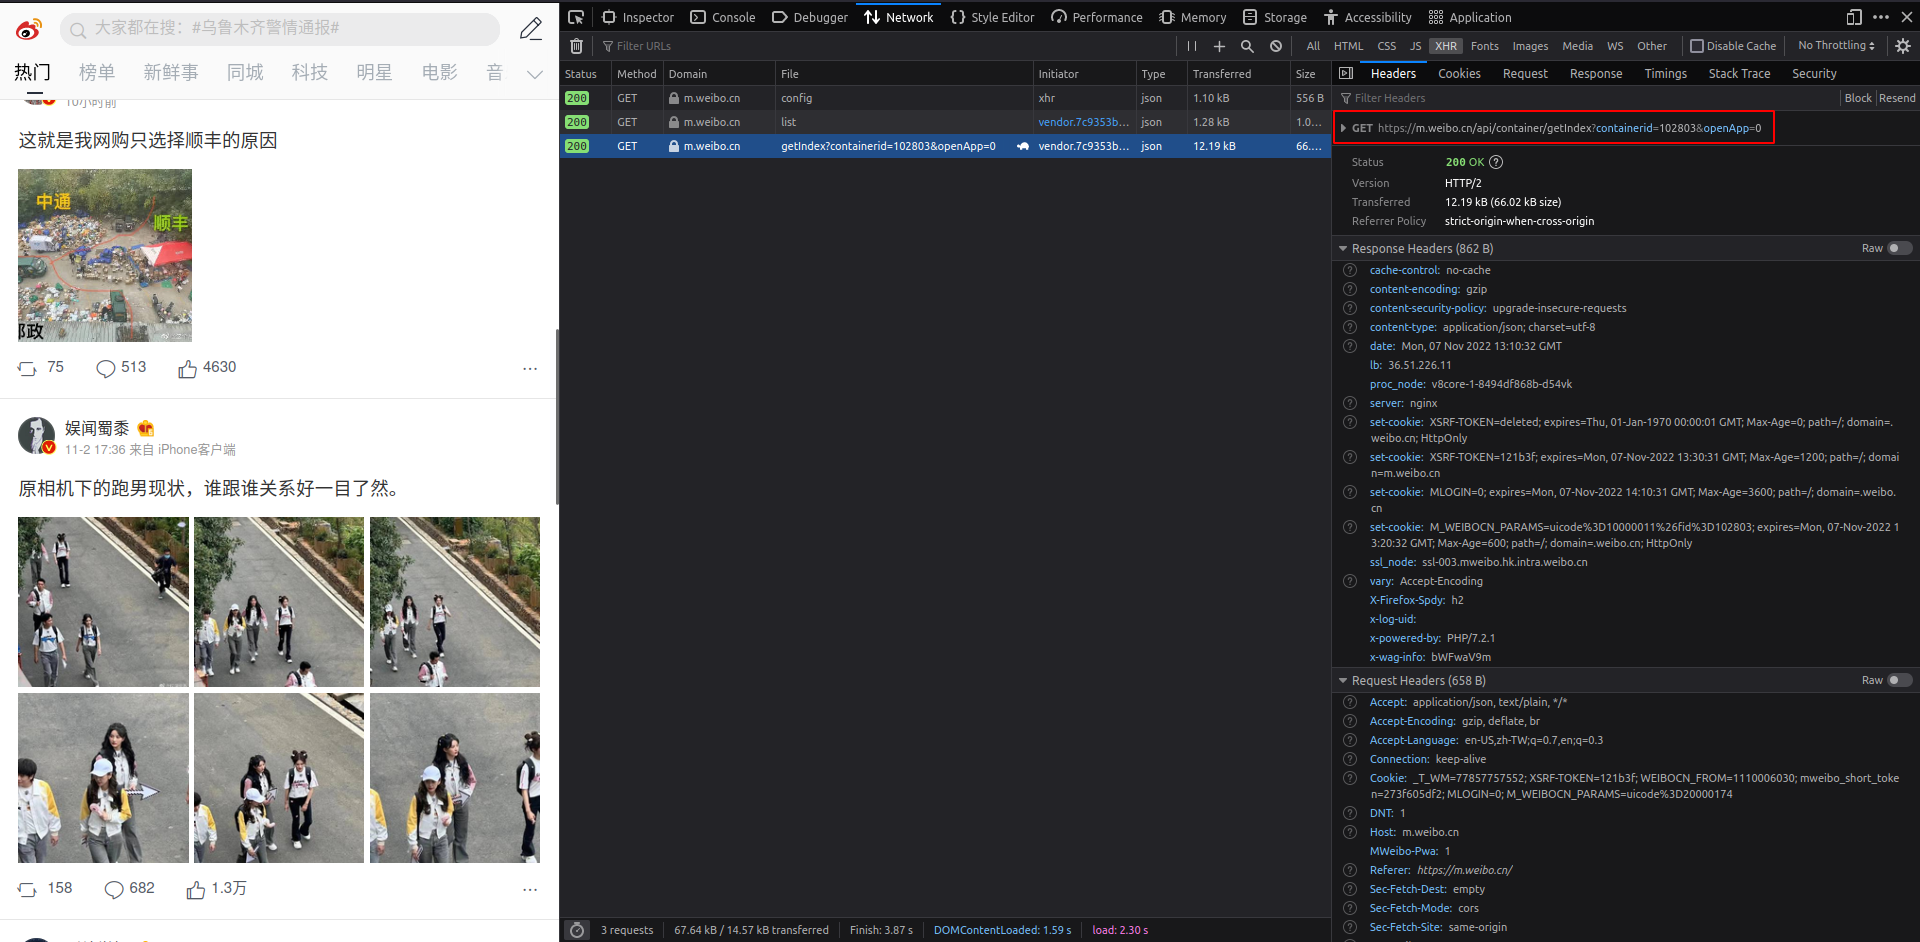 大家都在搜：#乌鲁木齐警情通报#
热门 榜单 新鲜事 同城 科技 明星 电影 音
10小时前
这就是我网购只选择顺丰的原因
中通
顺丰
邮政
75 513 4630 ...
娱闻蜀黍
11-2 17:36 来自 iPhone客户端
原相机下的跑男现状，谁跟谁关系好一目了然。
158 682 1.3万 ...
Inspector Console Debugger Network Style Editor Performance Memory Storage Accessibility Application
Filter URLs All HTML CSS JS XHR Fonts Images Media WS Other Disable Cache No Throttling
Status Method Domain File Initiator Type Transferred Size
200 GET m.weibo.cn config xhr json 1.10 kB 556 B
200 GET m.weibo.cn list vendor.7c9353b... json 1.28 kB 1.0...
200 GET m.weibo.cn getIndex?containerid=102803&openApp=0 vendor.7c9353b... json 12.19 kB 66....
3 requests 67.64 kB / 14.57 kB transferred Finish: 3.87 s DOMContentLoaded: 1.59 s load: 2.30 s
Headers Cookies Request Response Timings Stack Trace Security
Filter Headers Block Resend
GET https://m.weibo.cn/api/container/getIndex?containerid=102803&openApp=0
Status 200 OK ?
Version HTTP/2
Transferred 12.19 kB (66.02 kB size)
Referrer Policy strict-origin-when-cross-origin
Response Headers (862 B) Raw
? cache-control: no-cache
? content-encoding: gzip
? content-security-policy: upgrade-insecure-requests
? content-type: application/json; charset=utf-8
? date: Mon, 07 Nov 2022 13:10:32 GMT
lb: 36.51.226.11
proc_node: v8core-1-8494df868b-d54vk
? server: nginx
? set-cookie: XSRF-TOKEN=deleted; expires=Thu, 01-Jan-1970 00:00:01 GMT; Max-Age=0; path=/; domain=.
weibo.cn; HttpOnly
? set-cookie: XSRF-TOKEN=121b3f; expires=Mon, 07-Nov-2022 13:30:31 GMT; Max-Age=1200; path=/; domai
n=m.weibo.cn
? set-cookie: MLOGIN=0; expires=Mon, 07-Nov-2022 14:10:31 GMT; Max-Age=3600; path=/; domain=.weibo.
cn
? set-cookie: M_WEIBOCN_PARAMS=uicode%3D10000011%26fid%3D102803; expires=Mon, 07-Nov-2022 1
3:20:32 GMT; Max-Age=600; path=/; domain=.weibo.cn; HttpOnly
ssl_node: ssl-003.mweibo.hk.intra.weibo.cn
? vary: Accept-Encoding
X-Firefox-Spdy: h2
x-log-uid:
x-powered-by: PHP/7.2.1
x-wag-info: bWFwaV9m
Request Headers (658 B) Raw
? Accept: application/json, text/plain, */*
? Accept-Encoding: gzip, deflate, br
? Accept-Language: en-US,zh-TW;q=0.7,en;q=0.3
? Connection: keep-alive
? Cookie: _T_WM=77857757552; XSRF-TOKEN=121b3f; WEIBOCN_FROM=1110006030; mweibo_short_toke
n=273f605df2; MLOGIN=0; M_WEIBOCN_PARAMS=uicode%3D20000174
? DNT: 1
? Host: m.weibo.cn
MWeibo-Pwa: 1
? Referer: https://m.weibo.cn/
? Sec-Fetch-Dest: empty
? Sec-Fetch-Mode: cors
? Sec-Fetch-Site: same-origin